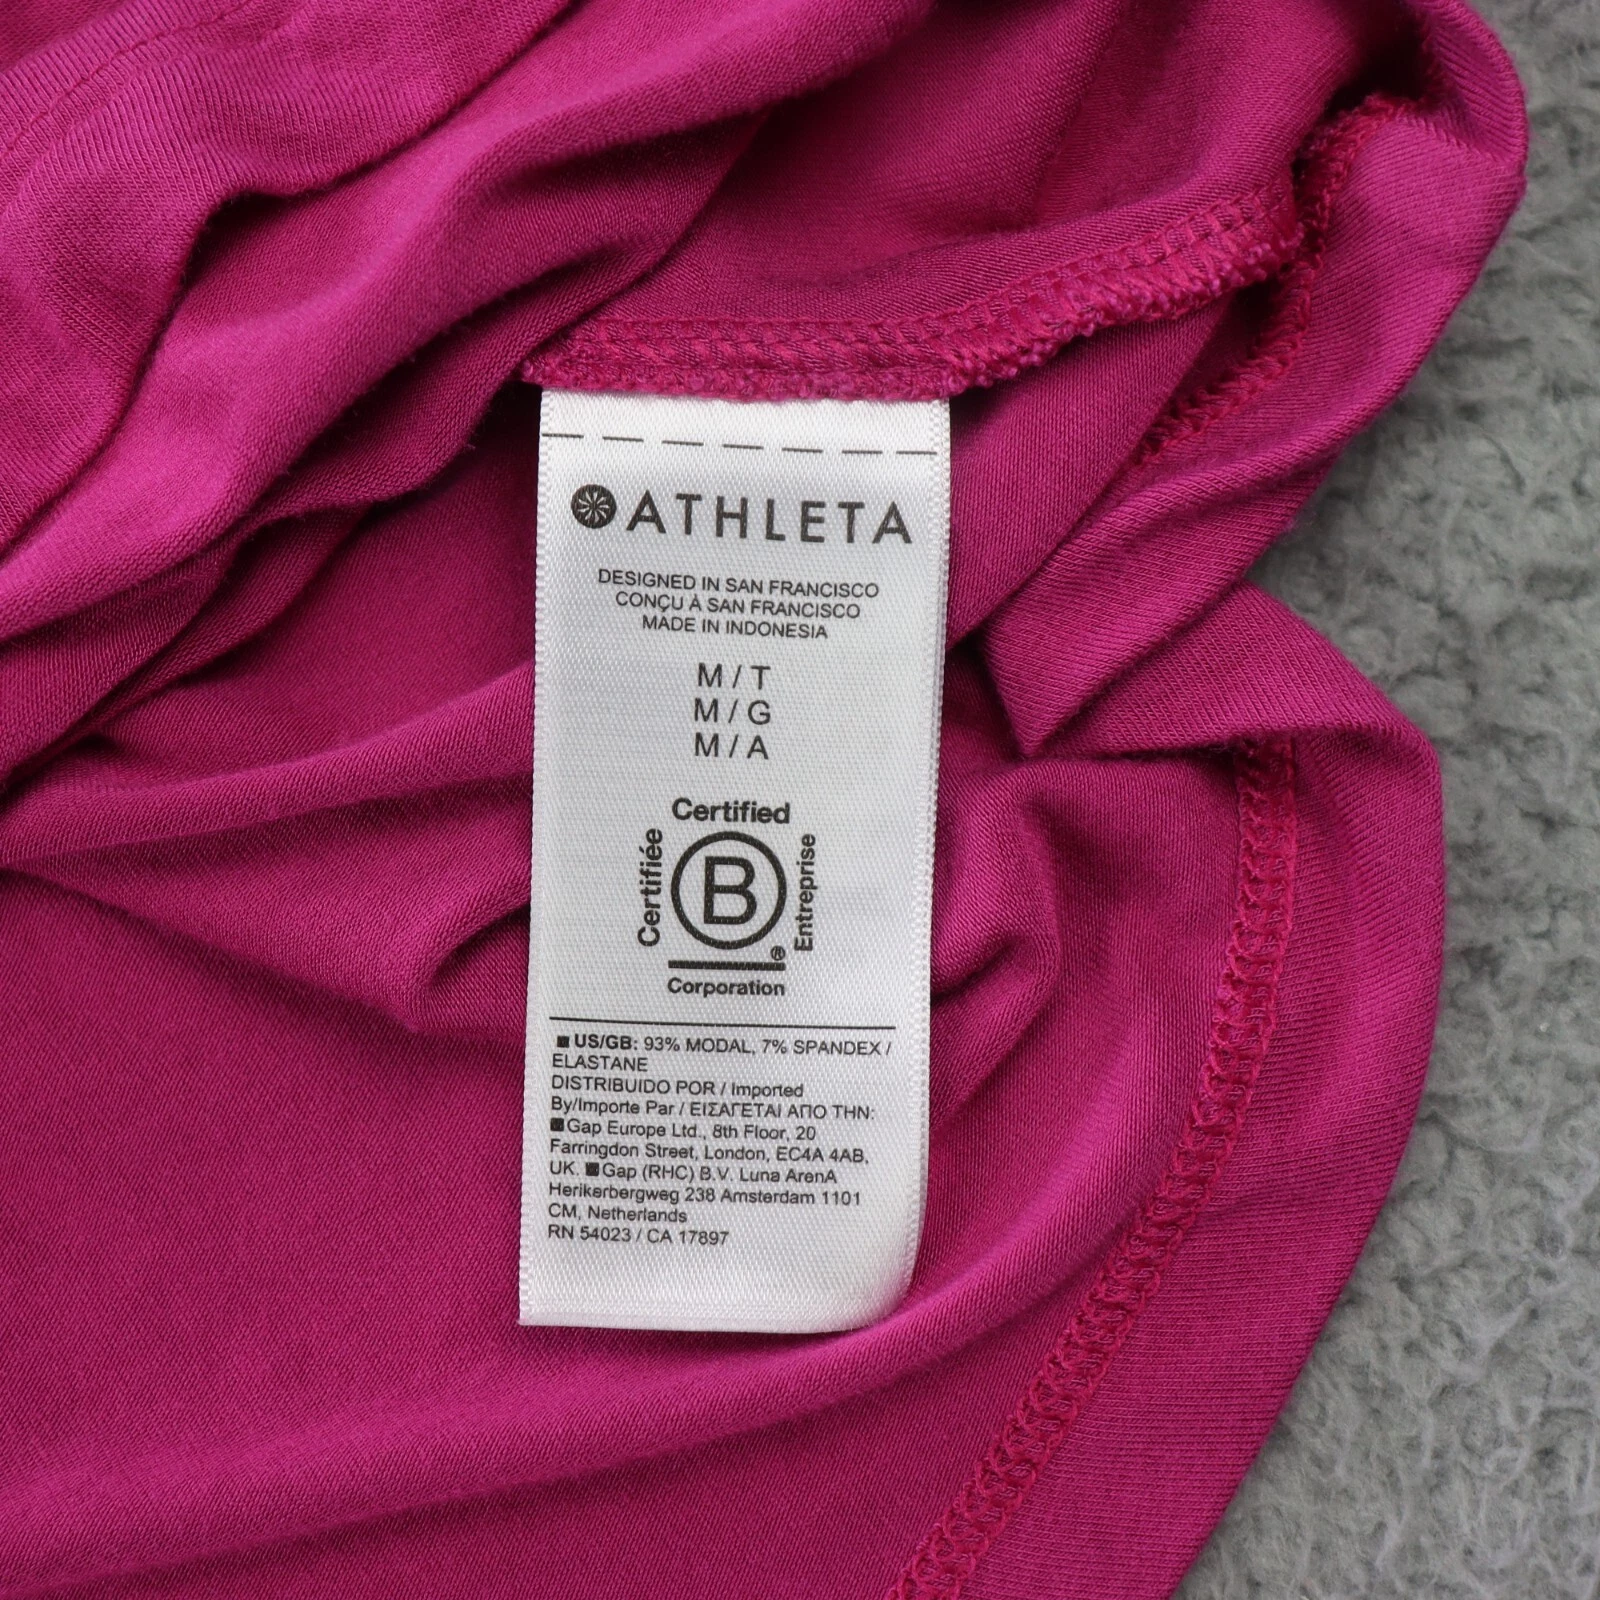 ATHLETA
DESIGNED IN SAN FRANCISCO
CONÇU À SAN FRANCISCO
MADE IN INDONESIA
M / T
M / G
M / A
Certified
Certifiée
B
Entreprise
®
Corporation
US/GB: 93% MODAL, 7% SPANDEX /
ELASTANE
DISTRIBUIDO POR / Imported
By/Importe Par / ΕΙΣΑΓΕΤΑΙ ΑΠΟ ΤΗΝ:
Gap Europe Ltd., 8th Floor, 20
Farringdon Street, London, EC4A 4AB,
UK. Gap (RHC) B.V. Luna ArenA
Herikerbergweg 238 Amsterdam 1101
CM, Netherlands
RN 54023 / CA 17897